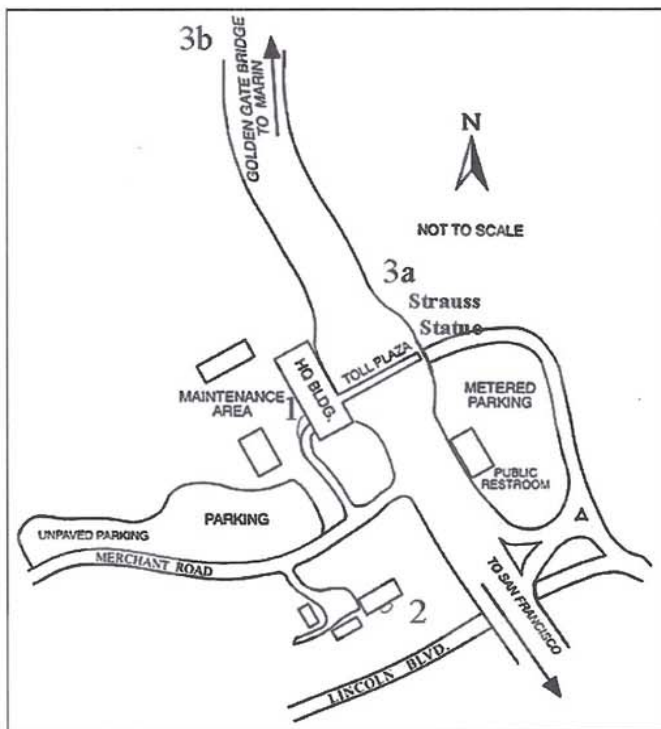 3b
GOLDEN GATE BRIDGE
TO MARIN
N
NOT TO SCALE
3a
Strauss
Statue
HQ BLDG.
TOLL PLAZA
MAINTENANCE
AREA
1
METERED
PARKING
PUBLIC
RESTROOM
PARKING
UNPAVED PARKING
MERCHANT ROAD
TO SAN FRANCISCO
2
LINCOLN BLVD.